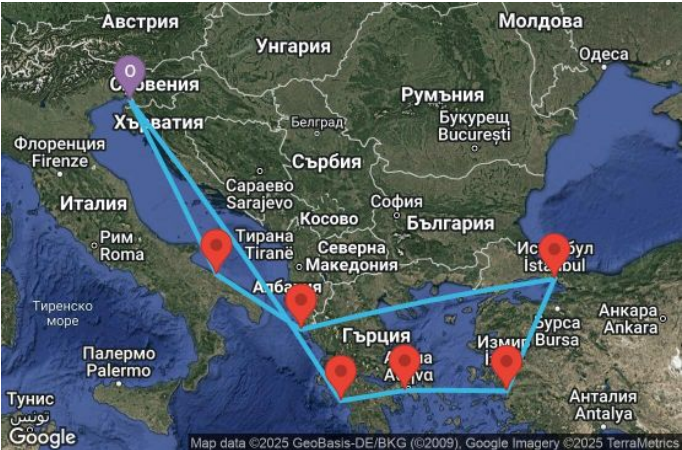 Австрия
Молдова
Унгария
Одеса
О
Словения
Румъния
Хърватия
Белград
Букурещ
București
Флоренция
Firenze
Сърбия
Сараево
Sarajevo
Италия
София
Косово
България
Рим
Roma
Тирана
Tiranë
Северна
Македония
İstanbul
Албания
Тиренско
море
Анкара
Ankara
Бурса
Bursa
Гърция
Измир
Палермо
Palermo
Анталия
Antalya
Тунис
تونس
Google
Map data ©2025 GeoBasis-DE/BKG (©2009), Google Imagery ©2025 TerraMetrics